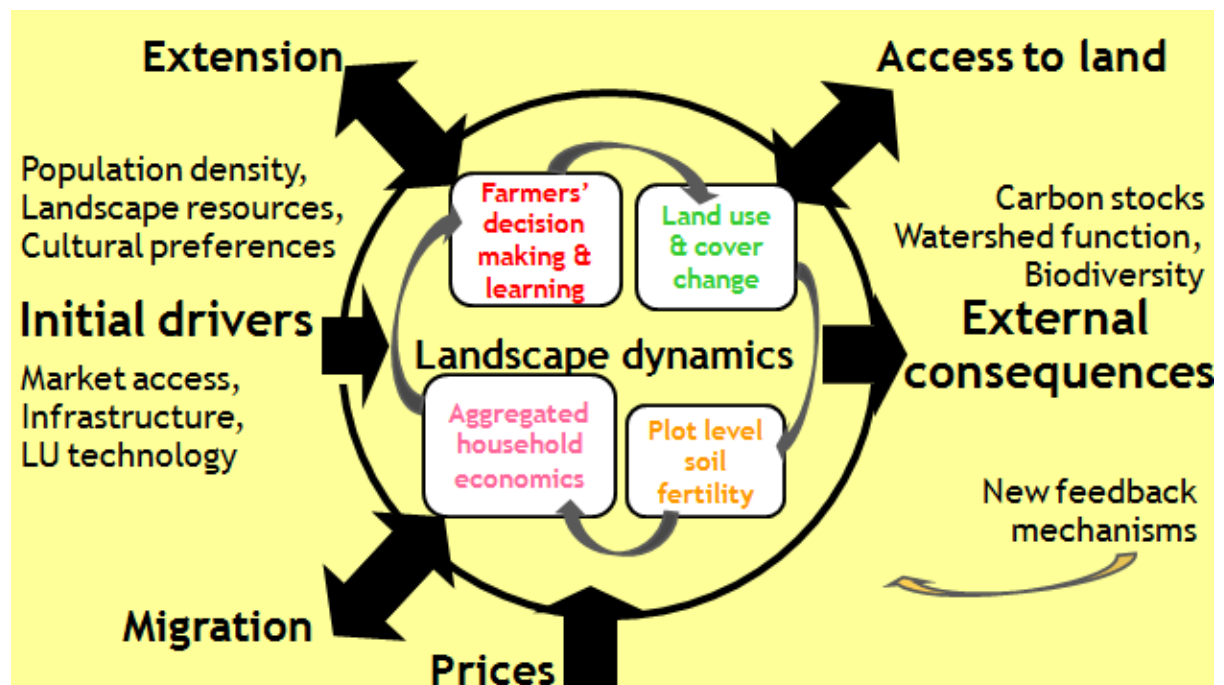 Extension
Access to land
Population density,
Landscape resources,
Cultural preferences
Farmers’
decision
making &
learning
Land use
& cover
change
Carbon stocks
Watershed function,
Biodiversity
Initial drivers
Landscape dynamics
External
consequences
Market access,
Infrastructure,
LU technology
Aggregated
household
economics
Plot level
soil
fertility
New feedback
mechanisms
Migration
Prices